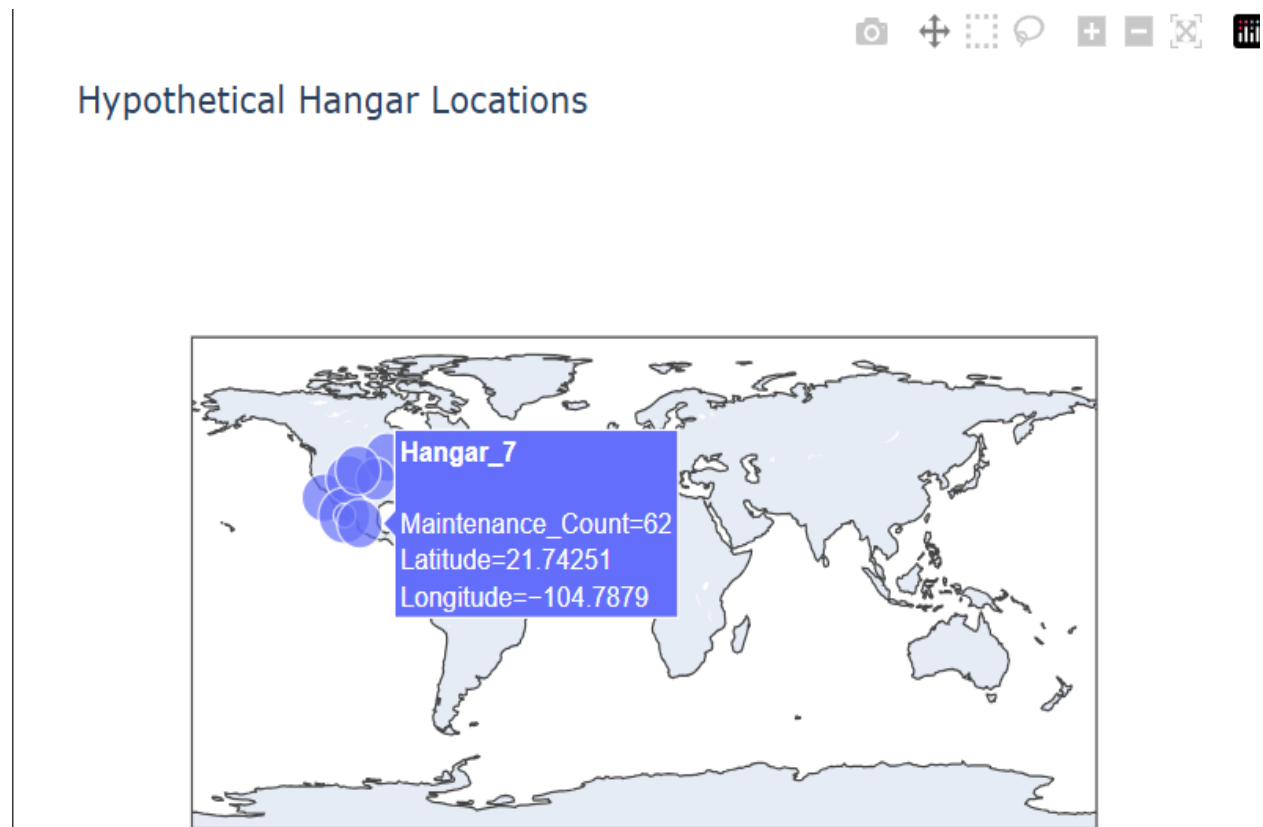 Hypothetical Hangar Locations
Hangar_7
Maintenance_Count=62
Latitude=21.74251
Longitude=−104.7879